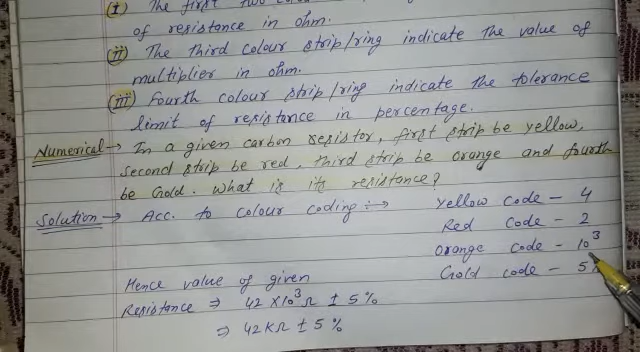 (i) The first two colour
of resistance in ohm.
(ii) The third colour strip/ring indicate the value of
multiplier in ohm.
(iii) Fourth colour strip/ring indicate the tolerance
limit of resistance in percentage.
Numerical → In a given carbon resistor, first strip be yellow,
second strip be red, third strip be orange and fourth
be Gold. What is its resistance?
Solution → Acc. to colour coding :→ Yellow code - 4
Red code - 2
Orange code - 10³
Gold code - 5
Hence value of given
Resistance ⇒ 42 × 10³ Ω ± 5%
⇒ 42 KΩ ± 5%